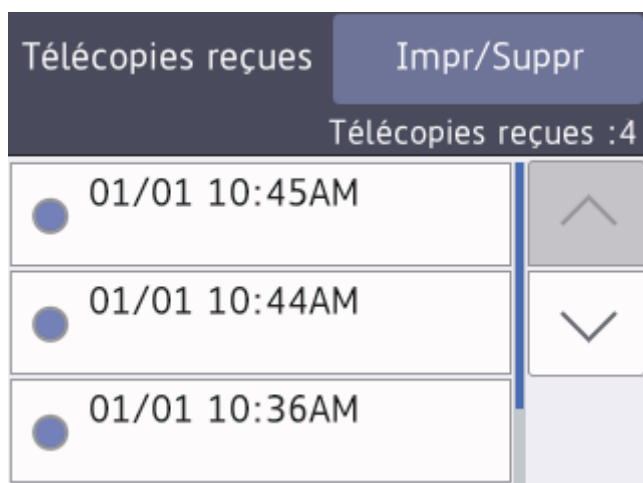 Télécopies reçues
Impr/Suppr
Télécopies reçues :4
01/01 10:45AM
01/01 10:44AM
01/01 10:36AM